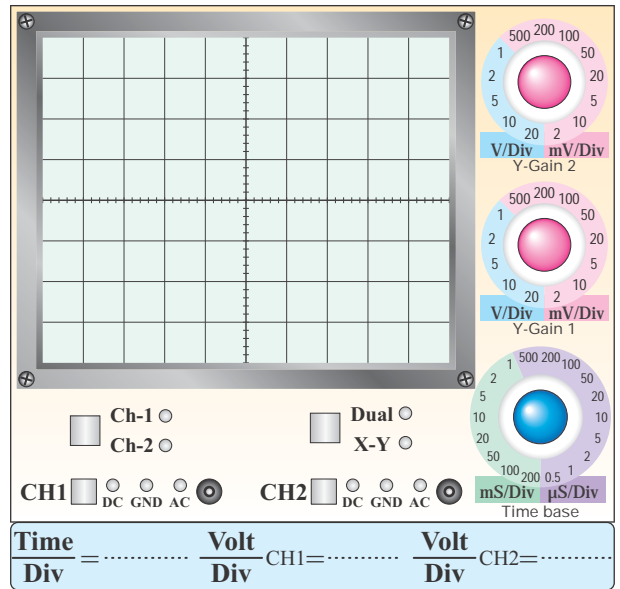 500 200 100
1 50
2 20
5 5
10 10
20 2
V/Div mV/Div
Y-Gain 2
500 200 100
1 50
2 20
5 5
10 10
20 2
V/Div mV/Div
Y-Gain 1
1 500 200 100
2 50
5 20
10 10
20 5
50 2
100 200 0.5 1
mS/Div µS/Div
Time base
Ch-1
Ch-2
Dual
X-Y
CH1 DC GND AC
CH2 DC GND AC
Time
Div
= ............
Volt
Div
CH1=..........
Volt
Div
CH2=..........